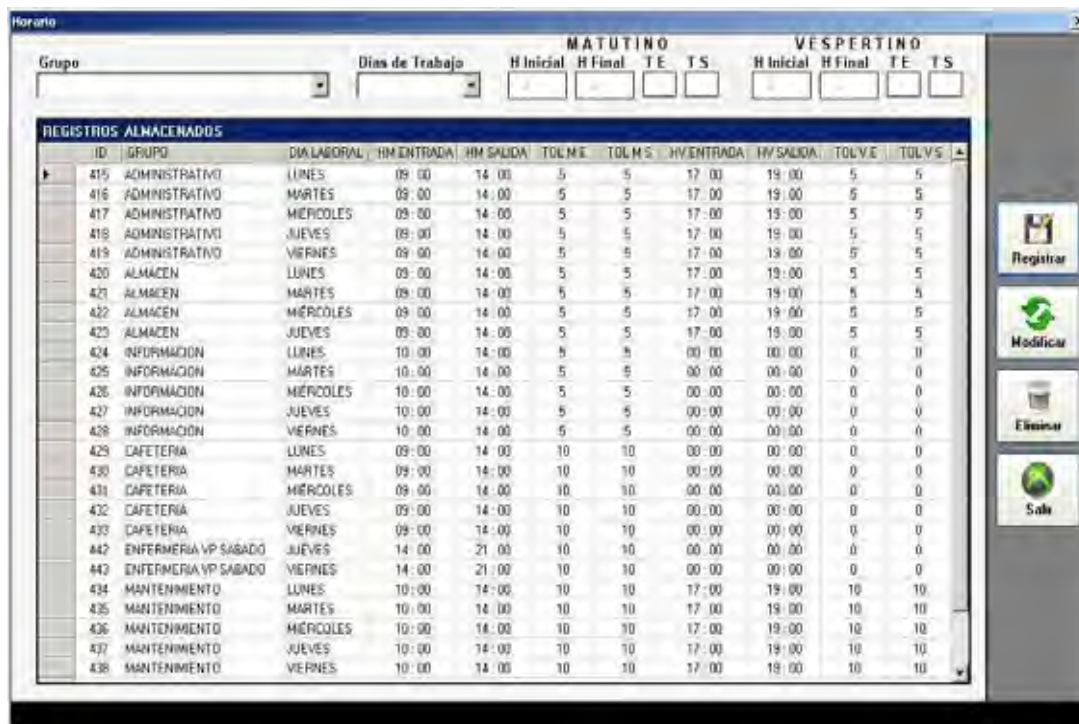 Horario
MATUTINO VESPERTINO
Grupo Dias de Trabajo H Inicial H Final T E T S H Inicial H Final T E T S
REGISTROS ALMACENADOS
ID GRUPO DIA LABORAL HM ENTRADA HM SALIDA TOL M E TOL M S HV ENTRADA HV SALIDA TOL V E TOL V S
415 ADMINISTRATIVO LUNES 09:00 14:00 5 5 17:00 19:00 5 5
416 ADMINISTRATIVO MARTES 09:00 14:00 5 5 17:00 19:00 5 5
417 ADMINISTRATIVO MIÉRCOLES 09:00 14:00 5 5 17:00 19:00 5 5
418 ADMINISTRATIVO JUEVES 09:00 14:00 5 5 17:00 19:00 5 5
419 ADMINISTRATIVO VIERNES 09:00 14:00 5 5 17:00 19:00 5 5
420 ALMACEN LUNES 09:00 14:00 5 5 17:00 19:00 5 5
421 ALMACEN MARTES 09:00 14:00 5 5 17:00 19:00 5 5
422 ALMACEN MIÉRCOLES 09:00 14:00 5 5 17:00 19:00 5 5
423 ALMACEN JUEVES 09:00 14:00 5 5 17:00 19:00 5 5
424 INFORMACION LUNES 10:00 14:00 5 5 00:00 00:00 0 0
425 INFORMACION MARTES 10:00 14:00 5 5 00:00 00:00 0 0
426 INFORMACION MIÉRCOLES 10:00 14:00 5 5 00:00 00:00 0 0
427 INFORMACION JUEVES 10:00 14:00 5 5 00:00 00:00 0 0
428 INFORMACION VIERNES 10:00 14:00 5 5 00:00 00:00 0 0
429 CAFETERIA LUNES 09:00 14:00 10 10 00:00 00:00 0 0
430 CAFETERIA MARTES 09:00 14:00 10 10 00:00 00:00 0 0
431 CAFETERIA MIÉRCOLES 09:00 14:00 10 10 00:00 00:00 0 0
432 CAFETERIA JUEVES 09:00 14:00 10 10 00:00 00:00 0 0
433 CAFETERIA VIERNES 09:00 14:00 10 10 00:00 00:00 0 0
442 ENFERMERIA VP SABADO JUEVES 14:00 21:00 10 10 00:00 00:00 0 0
443 ENFERMERIA VP SABADO VIERNES 14:00 21:00 10 10 00:00 00:00 0 0
434 MANTENIMIENTO LUNES 10:00 14:00 10 10 17:00 19:00 10 10
435 MANTENIMIENTO MARTES 10:00 14:00 10 10 17:00 19:00 10 10
436 MANTENIMIENTO MIÉRCOLES 10:00 14:00 10 10 17:00 19:00 10 10
437 MANTENIMIENTO JUEVES 10:00 14:00 10 10 17:00 19:00 10 10
438 MANTENIMIENTO VIERNES 10:00 14:00 10 10 17:00 19:00 10 10
Registrar
Modificar
Eliminar
Salir